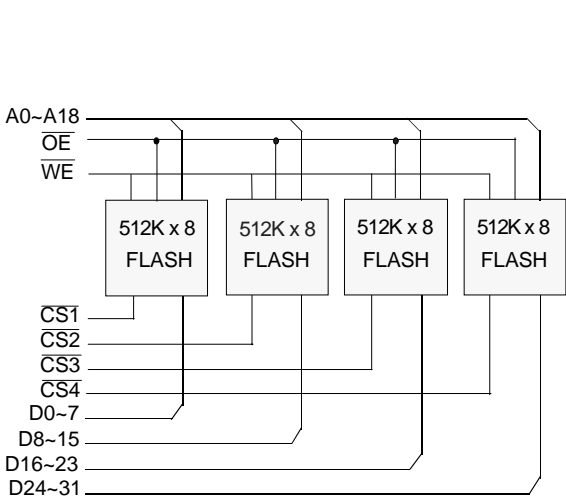 A0~A18
OE
WE
512K x 8
FLASH
512K x 8
FLASH
512K x 8
FLASH
512K x 8
FLASH
CS1
CS2
CS3
CS4
D0~7
D8~15
D16~23
D24~31